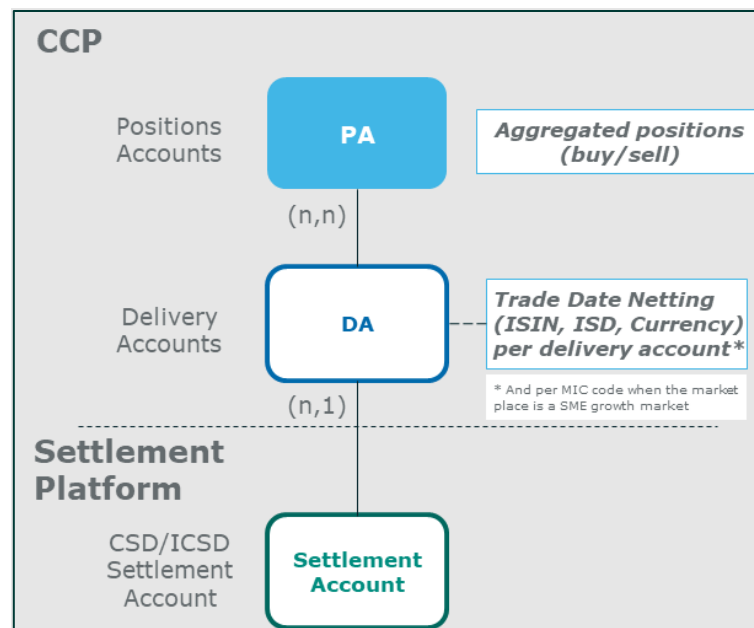 CCP
Positions
Accounts
PA
Aggregated positions
(buy/sell)
(n,n)
Delivery
Accounts
DA
Trade Date Netting
(ISIN, ISD, Currency)
per delivery account*
* And per MIC code when the market
place is a SME growth market
(n,1)
Settlement
Platform
CSD/ICSD
Settlement
Account
Settlement
Account